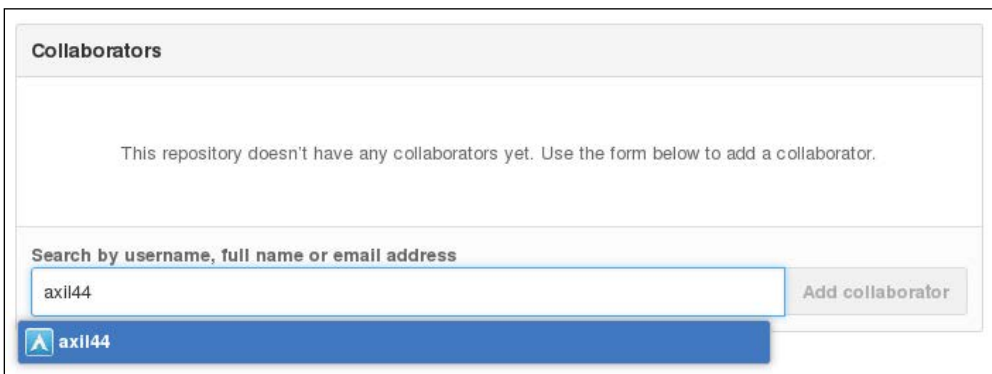 Collaborators
This repository doesn't have any collaborators yet. Use the form below to add a collaborator.
Search by username, full name or email address
axil44
Add collaborator
axil44